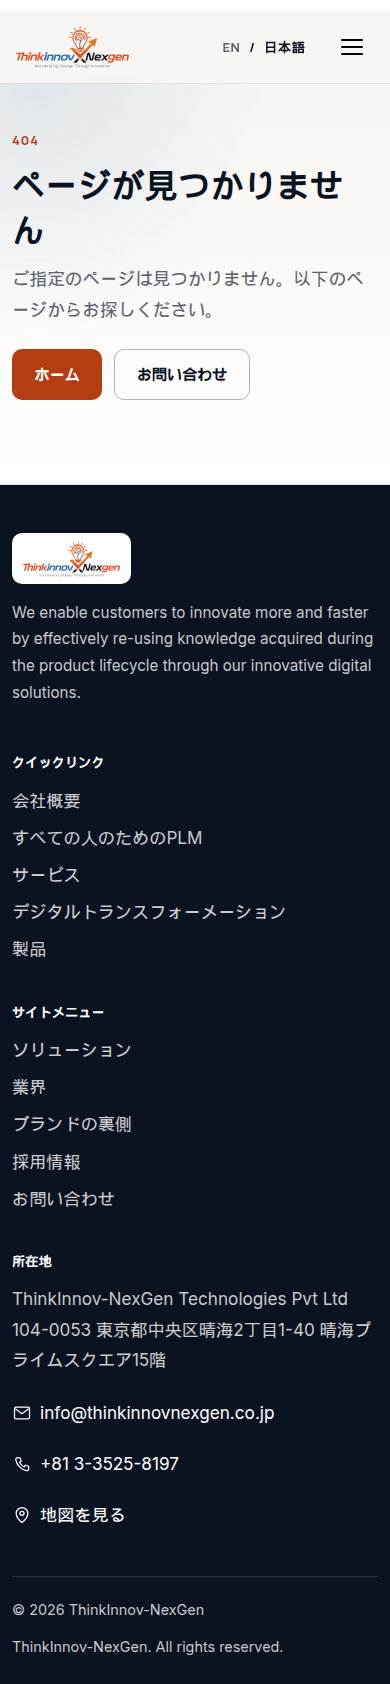 ThinkinnovXNexgen
Accelerating Change Through Innovation
EN / 日本語
404
ページが見つかりませ
ん
ご指定のページは見つかりません。以下のペ
ージからお探しください。
ホーム
お問い合わせ
ThinkinnovXNexgen
Accelerating Change Through Innovation
We enable customers to innovate more and faster
by effectively re-using knowledge acquired during
the product lifecycle through our innovative digital
solutions.
クイックリンク
会社概要
すべての人のためのPLM
サービス
デジタルトランスフォーメーション
製品
サイトメニュー
ソリューション
業界
ブランドの裏側
採用情報
お問い合わせ
所在地
ThinkInnov-NexGen Technologies Pvt Ltd
104-0053 東京都中央区晴海2丁目1-40 晴海プ
ライムスクエア15階
info@thinkinnovnexgen.co.jp
+81 3-3525-8197
地図を見る
© 2026 ThinkInnov-NexGen
ThinkInnov-NexGen. All rights reserved.